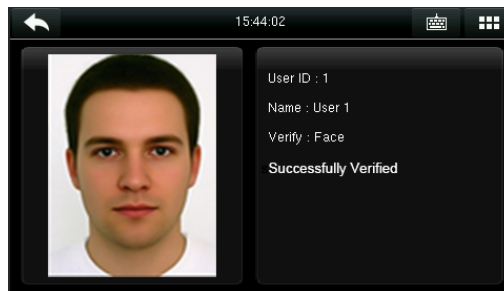 15:44:02
User ID : 1
Name : User 1
Verify : Face
Successfully Verified